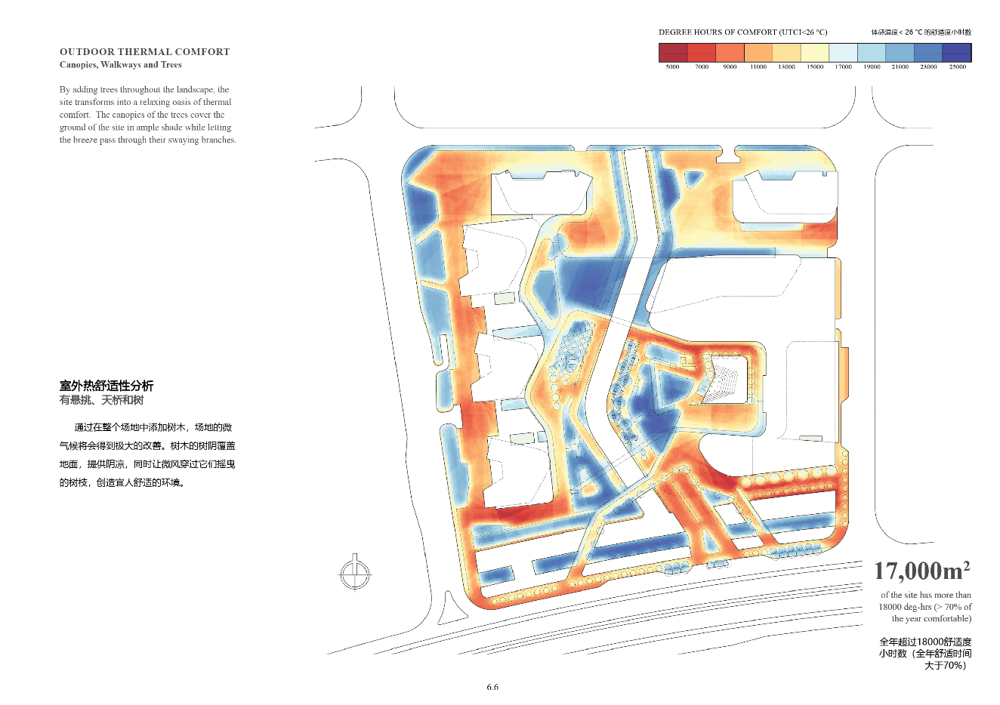 DEGREE HOURS OF COMFORT (UTCI<26 °C)
体感温度< 26 °C 的舒适度小时数
5000 7000 9000 11000 13000 15000 17000 19000 21000 23000 25000
OUTDOOR THERMAL COMFORT
Canopies, Walkways and Trees
By adding trees throughout the landscape, the
site transforms into a relaxing oasis of thermal
comfort.  The canopies of the trees cover the
ground of the site in ample shade while letting
the breeze pass through their swaying branches.
室外热舒适性分析
有悬挑、天桥和树
通过在整个场地中添加树木，场地的微
气候将会得到极大的改善。树木的树阴覆盖
地面，提供阴凉，同时让微风穿过它们摇曳
的树枝，创造宜人舒适的环境。
17,000m²
of the site has more than
18000 deg-hrs (> 70% of
the year comfortable)
全年超过18000舒适度
小时数（全年舒适时间
大于70%）
6.6